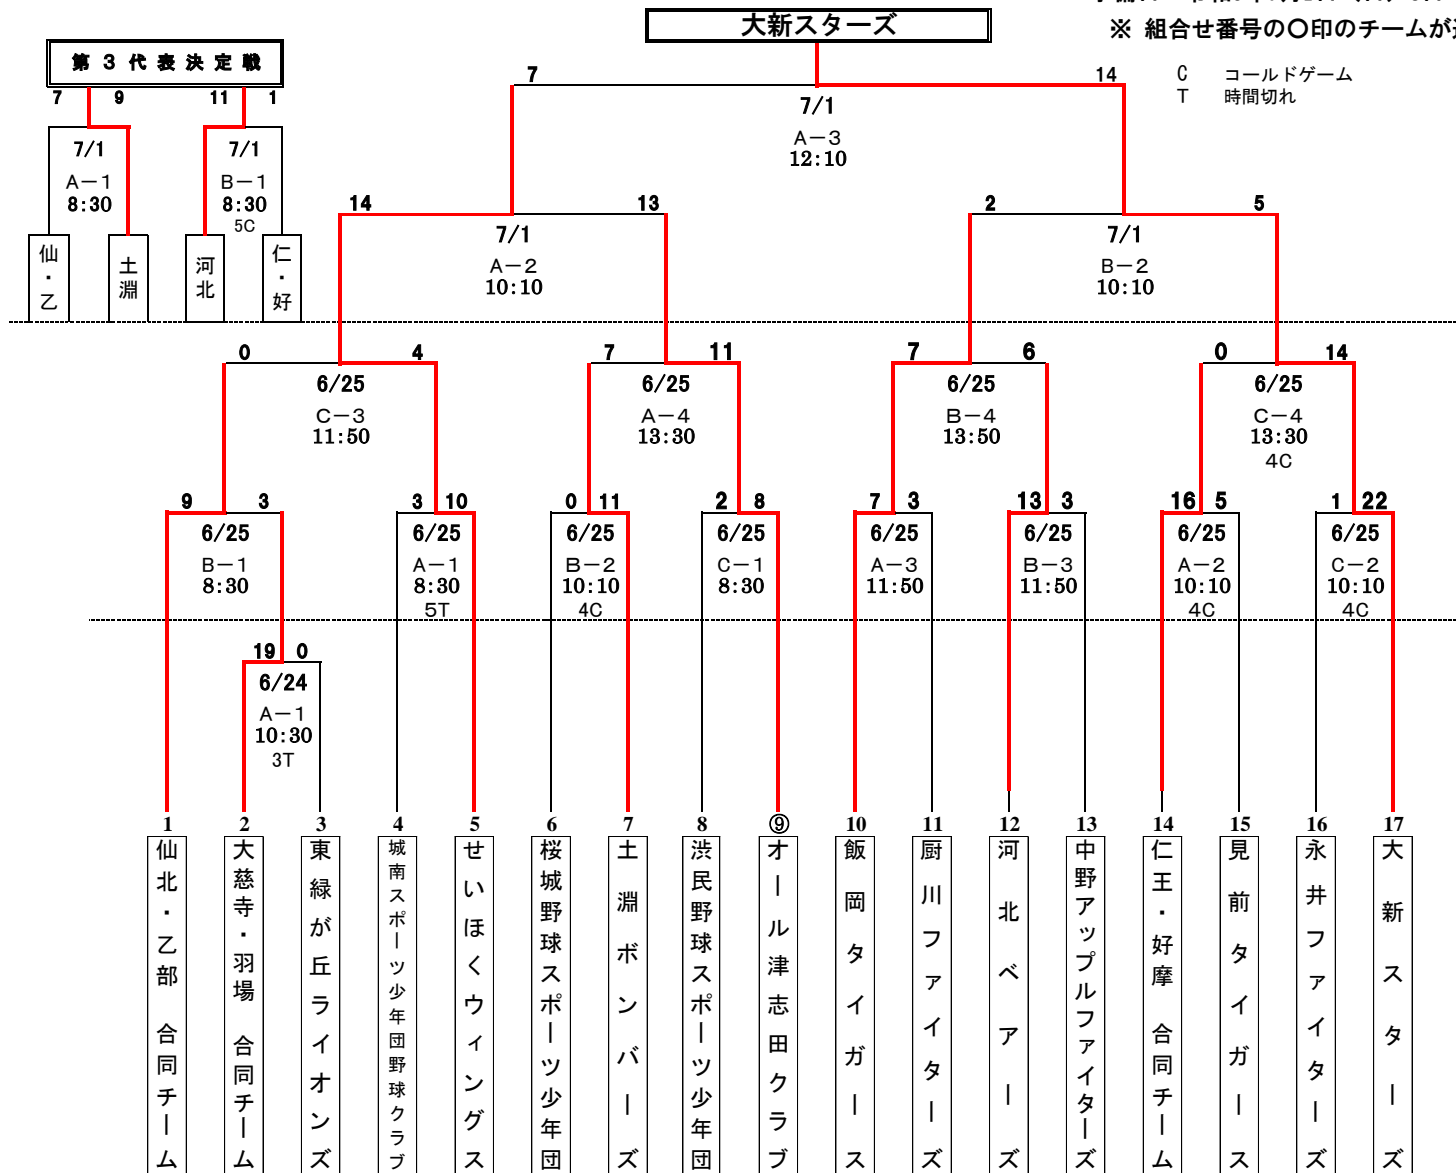 大新スターズ
※ 組合せ番号の〇印のチームが
C コールドゲーム
T 時間切れ
第3代表決定戦
7 9 11 1
7/1 7/1
A－1 B－1
8:30 8:30
5C
仙・乙
土淵
河北
仁・好
7 14
7/1
A－3
12:10
14 13 2 5
7/1 7/1
A－2 B－2
10:10 10:10
0 4 7 11 7 6 0 14
6/25 6/25 6/25 6/25
C－3 A－4 B－4 C－4
11:50 13:30 13:50 13:30
4C
9 3 3 10 0 11 2 8 7 3 13 3 16 5 1 22
6/25 6/25 6/25 6/25 6/25 6/25 6/25 6/25
B－1 A－1 B－2 C－1 A－3 B－3 A－2 C－2
8:30 8:30 10:10 8:30 11:50 11:50 10:10 10:10
5T 4C 4C 4C
19 0
6/24
A－1
10:30
3T
1 2 3 4 5 6 7 8 ⑨ 10 11 12 13 14 15 16 17
仙北・乙部 合同チーム
大慈寺・羽場 合同チーム
東緑が丘ライオンズ
城南スポーツ少年団野球クラブ
せいほくウィングス
桜城野球スポーツ少年団
土淵ボンバーズ
渋民野球スポーツ少年団
オール津志田クラブ
飯岡タイガース
厨川ファイターズ
河北ベアーズ
中野アップルファイターズ
仁王・好摩 合同チーム
見前タイガース
永井ファイターズ
大新スターズ